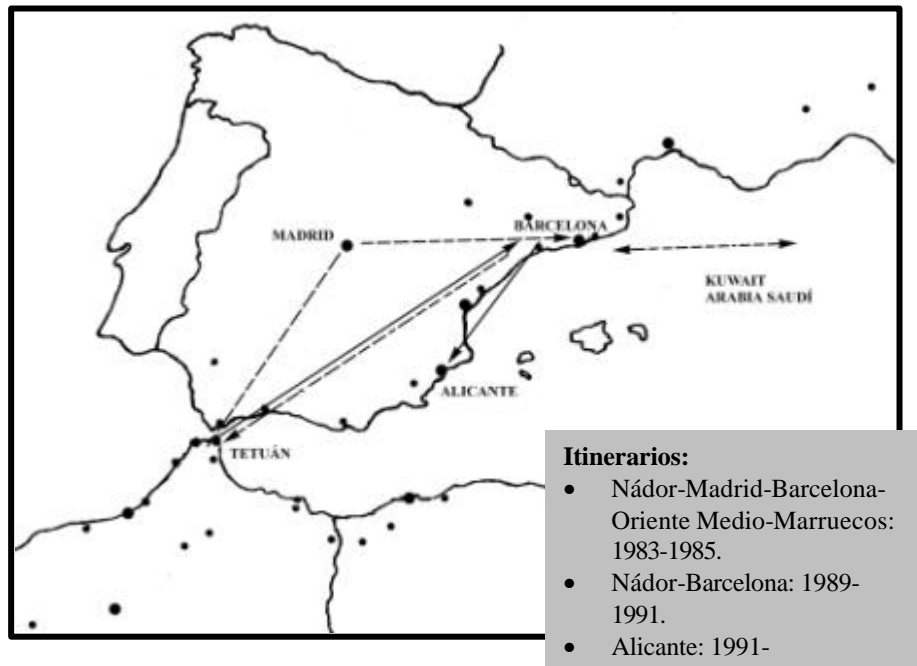 MADRID
BARCELONA
KUWAIT
ARABIA SAUDÍ
ALICANTE
TETUÁN
Itinerarios:
• Nádor-Madrid-Barcelona-
Oriente Medio-Marruecos:
1983-1985.
• Nádor-Barcelona: 1989-
1991.
• Alicante: 1991-